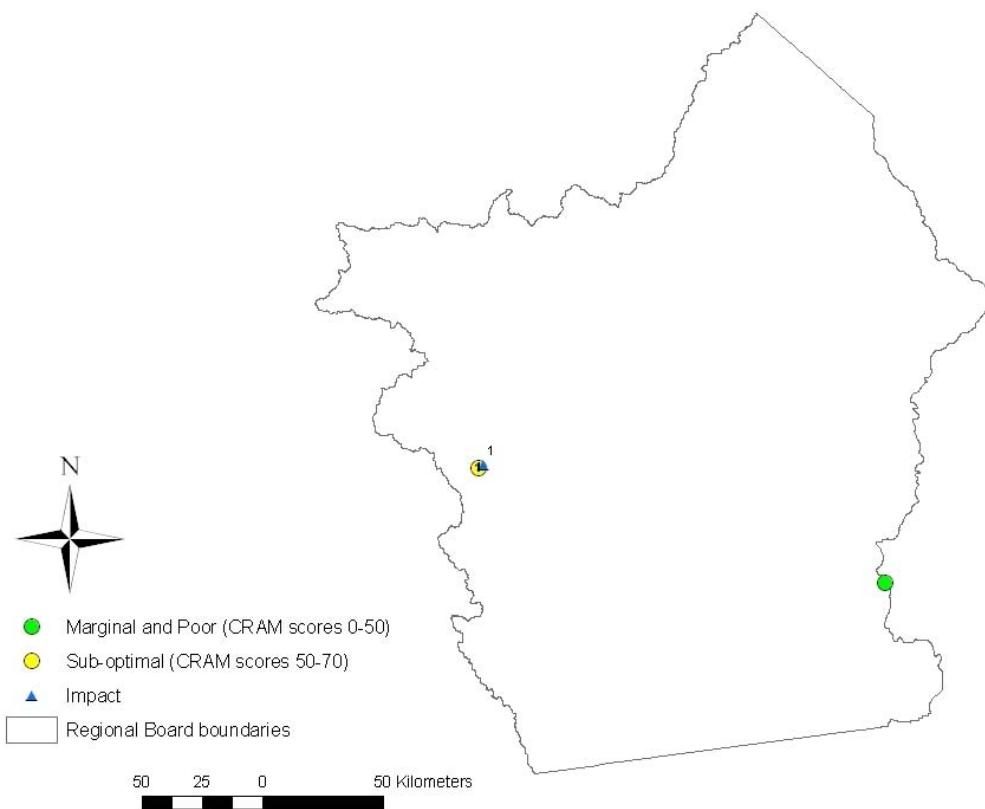 1
1
N
Marginal and Poor (CRAM scores 0-50)
Sub-optimal (CRAM scores 50-70)
Impact
Regional Board boundaries
50 25 0 50 Kilometers